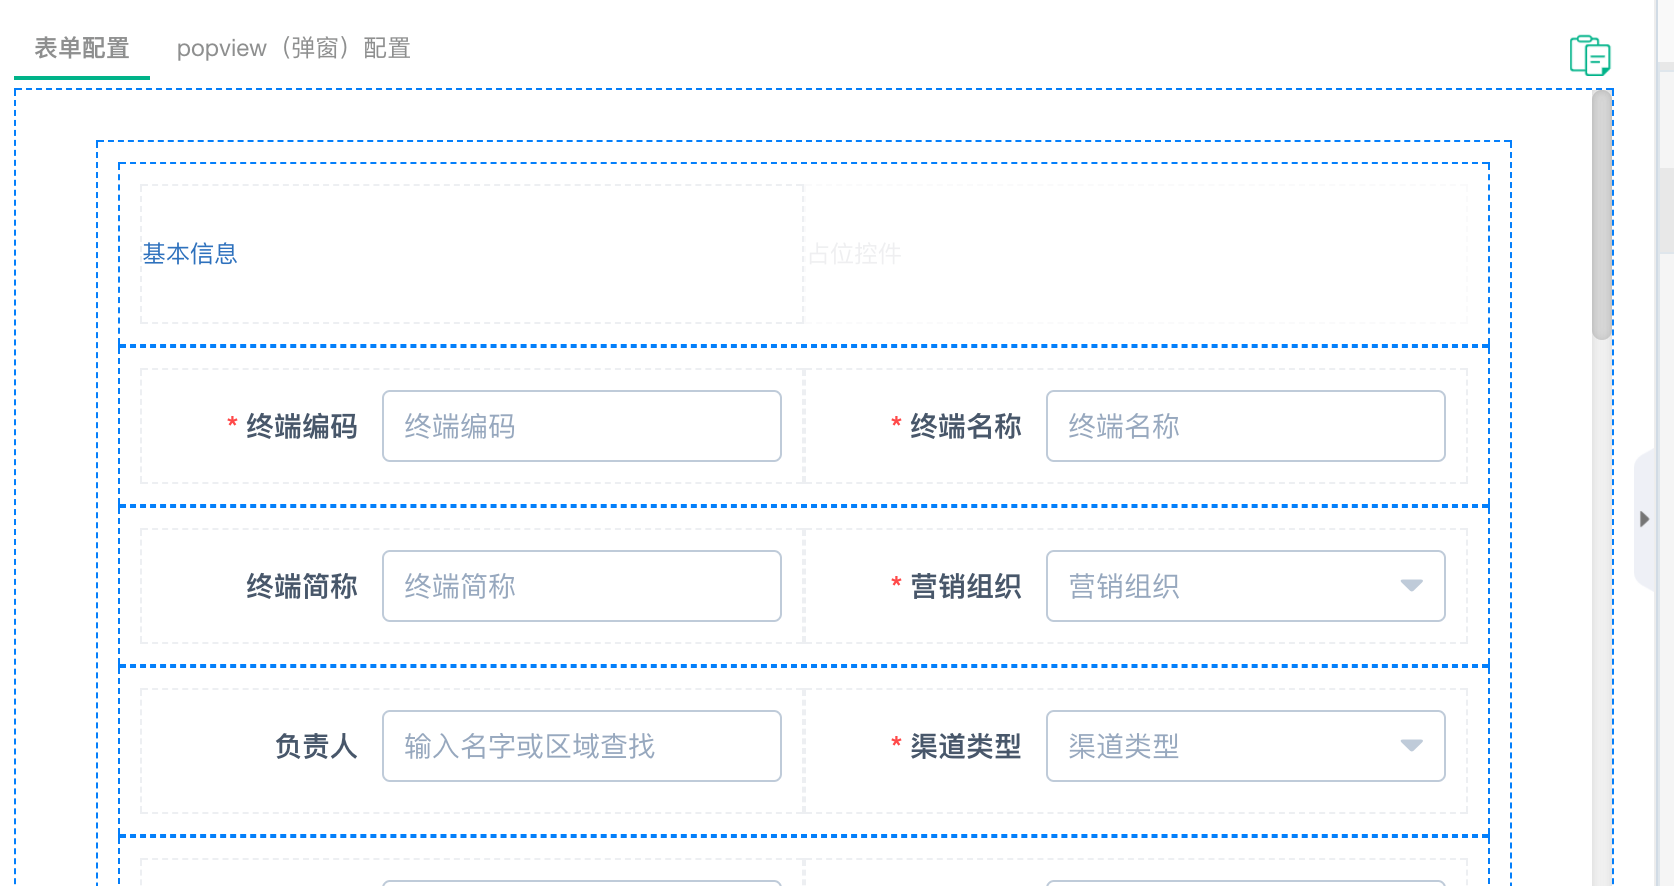 表单配置 popview（弹窗）配置
基本信息 占位控件
* 终端编码 终端编码 * 终端名称 终端名称
终端简称 终端简称 * 营销组织 营销组织
负责人 输入名字或区域查找 * 渠道类型 渠道类型